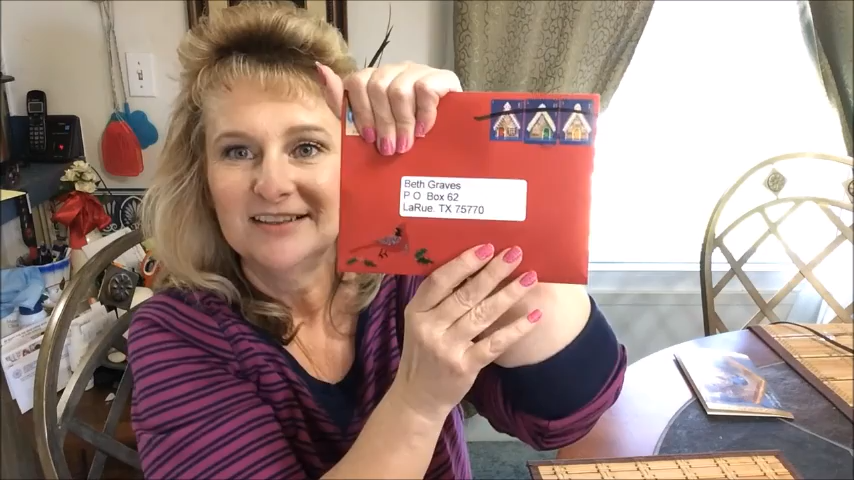 Beth Graves
P O Box 62
LaRue, TX 75770